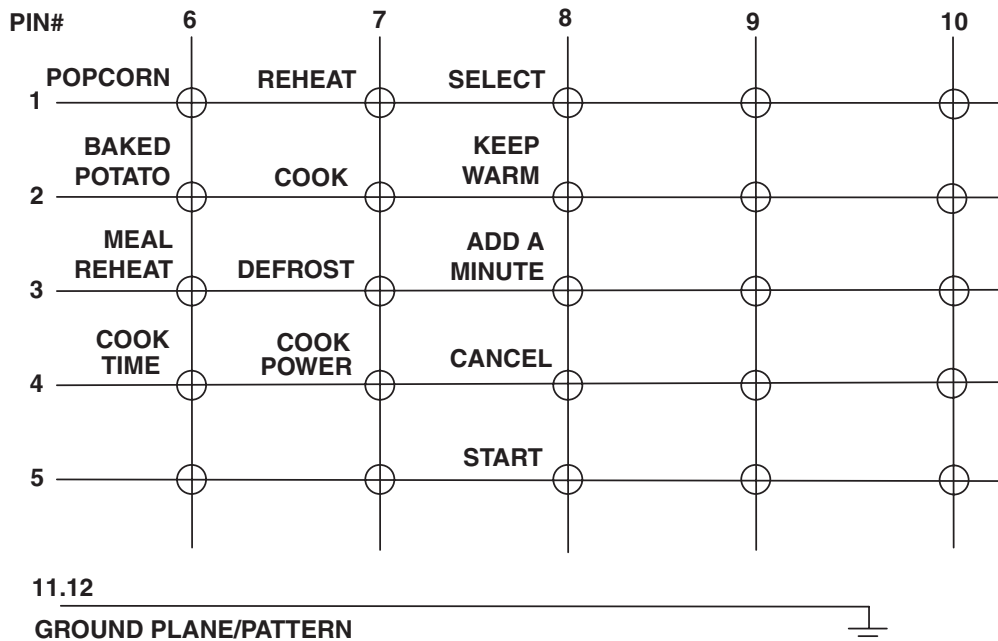 PIN# 6 7 8 9 10
POPCORN REHEAT SELECT
1
BAKED KEEP
POTATO COOK WARM
2
MEAL ADD A
REHEAT DEFROST MINUTE
3
COOK COOK
TIME POWER CANCEL
4
START
5
11.12
GROUND PLANE/PATTERN